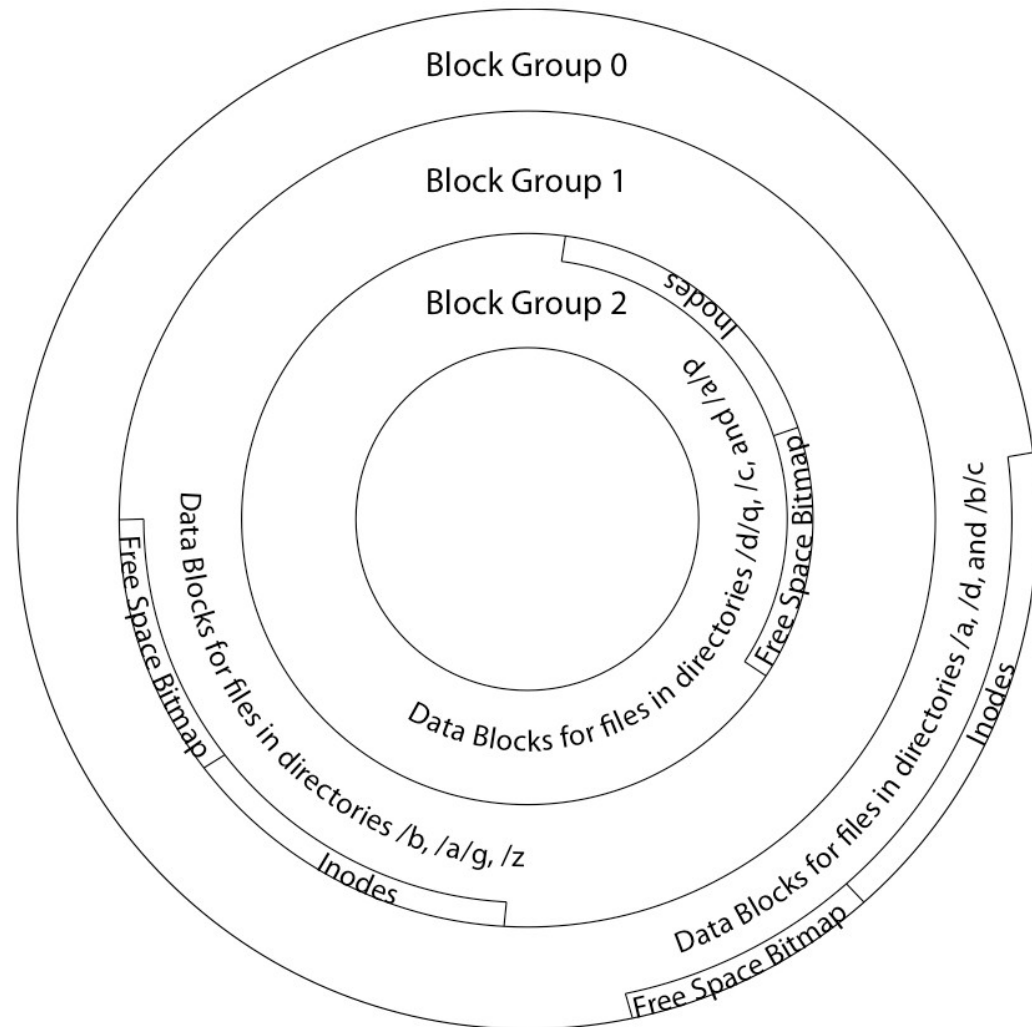 Block Group 0
Block Group 1
Block Group 2
Inodes
Free Space Bitmap
Data Blocks for files in directories /d/q, /c, and /a/p
Free Space Bitmap
Inodes
Data Blocks for files in directories /b, /a/g, /z
Data Blocks for files in directories /a, /d, and /b/c
Inodes
Free Space Bitmap